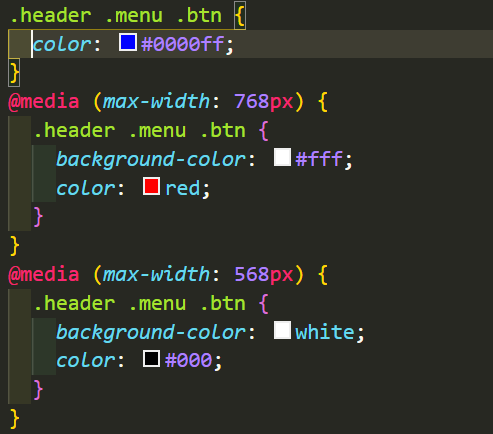 .header .menu .btn {
color: #0000ff;
}
@media (max-width: 768px) {
.header .menu .btn {
background-color: #fff;
color: red;
}
}
@media (max-width: 568px) {
.header .menu .btn {
background-color: white;
color: #000;
}
}